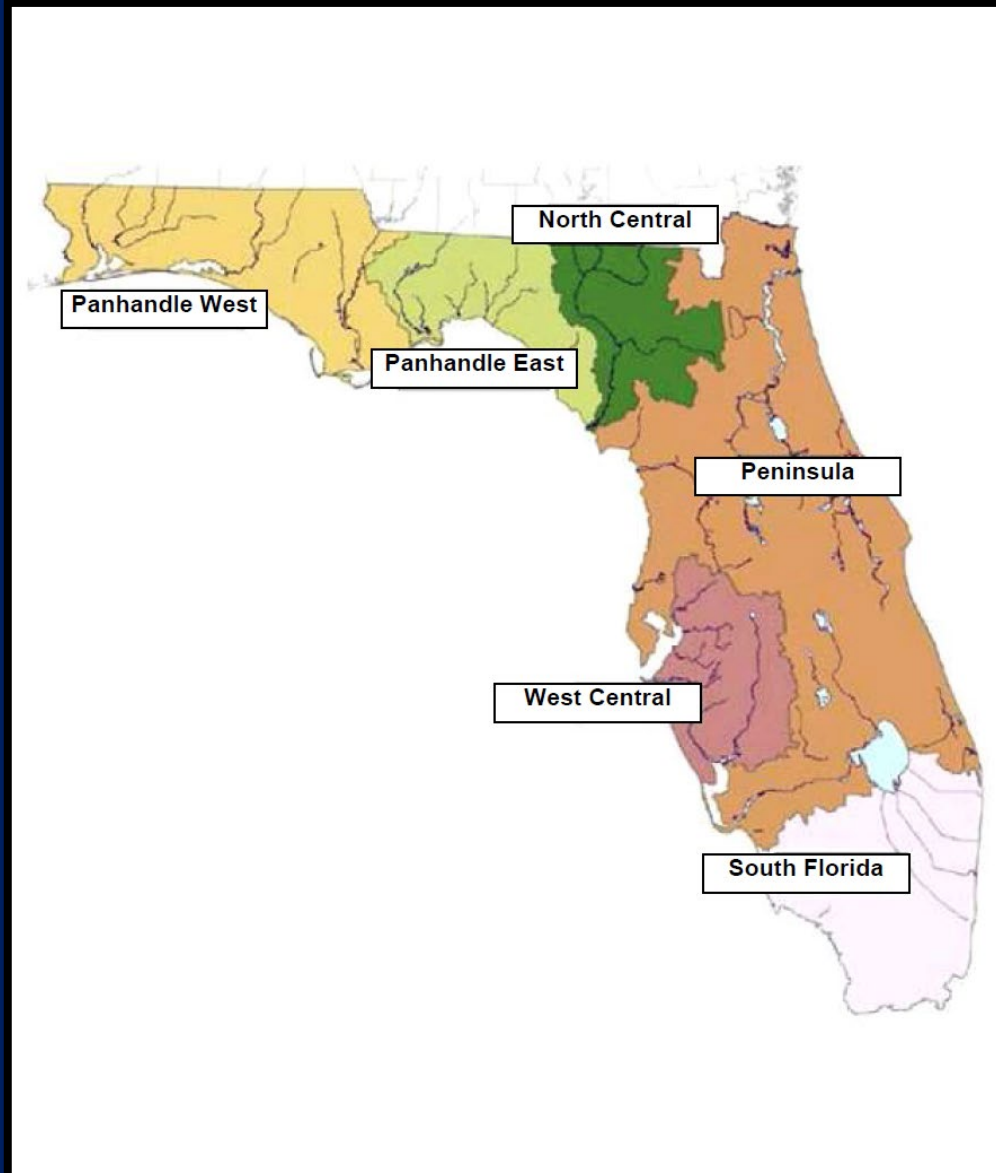 North Central
Panhandle West
Panhandle East
Peninsula
West Central
South Florida